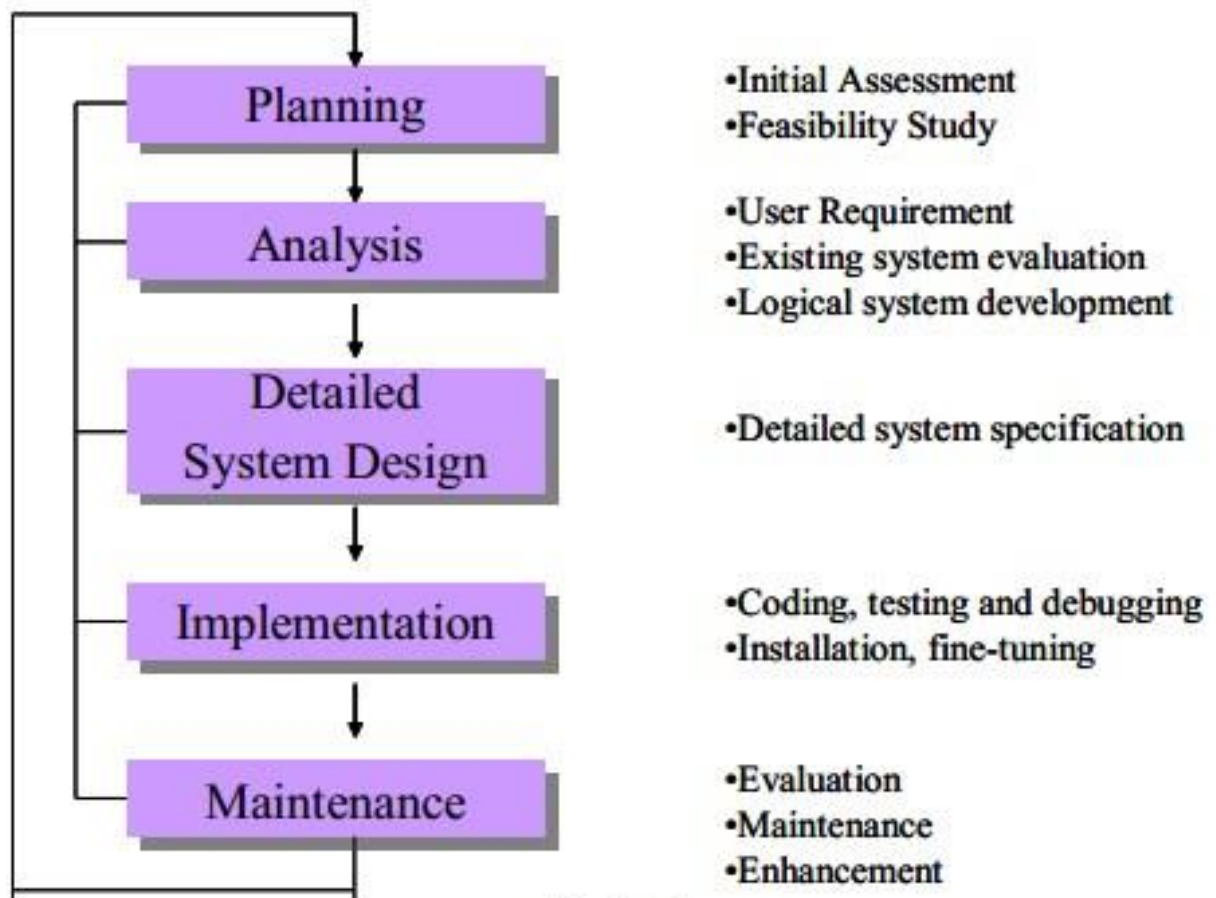 Planning
•Initial Assessment
•Feasibility Study
Analysis
•User Requirement
•Existing system evaluation
•Logical system development
Detailed
System Design
•Detailed system specification
Implementation
•Coding, testing and debugging
•Installation, fine-tuning
Maintenance
•Evaluation
•Maintenance
•Enhancement